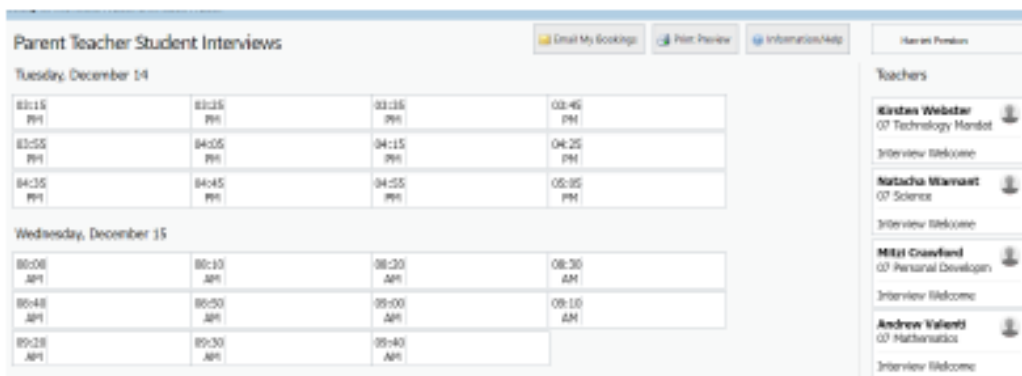 Parent Teacher Student Interviews
Email My Bookings
Print Preview
Information/Help
Harriet Preston
Tuesday, December 14
03:15 PM
03:25 PM
03:35 PM
03:45 PM
03:55 PM
04:05 PM
04:15 PM
04:25 PM
04:35 PM
04:45 PM
04:55 PM
05:05 PM
Wednesday, December 15
08:00 AM
08:10 AM
08:20 AM
08:30 AM
08:40 AM
08:50 AM
09:00 AM
09:10 AM
09:20 AM
09:30 AM
09:40 AM
Teachers
Kirsten Webster
07 Technology Mandat
Interview Welcome
Natacha Warnant
07 Science
Interview Welcome
Mitzi Crawford
07 Personal Developm
Interview Welcome
Andrew Valenti
07 Mathematics
Interview Welcome